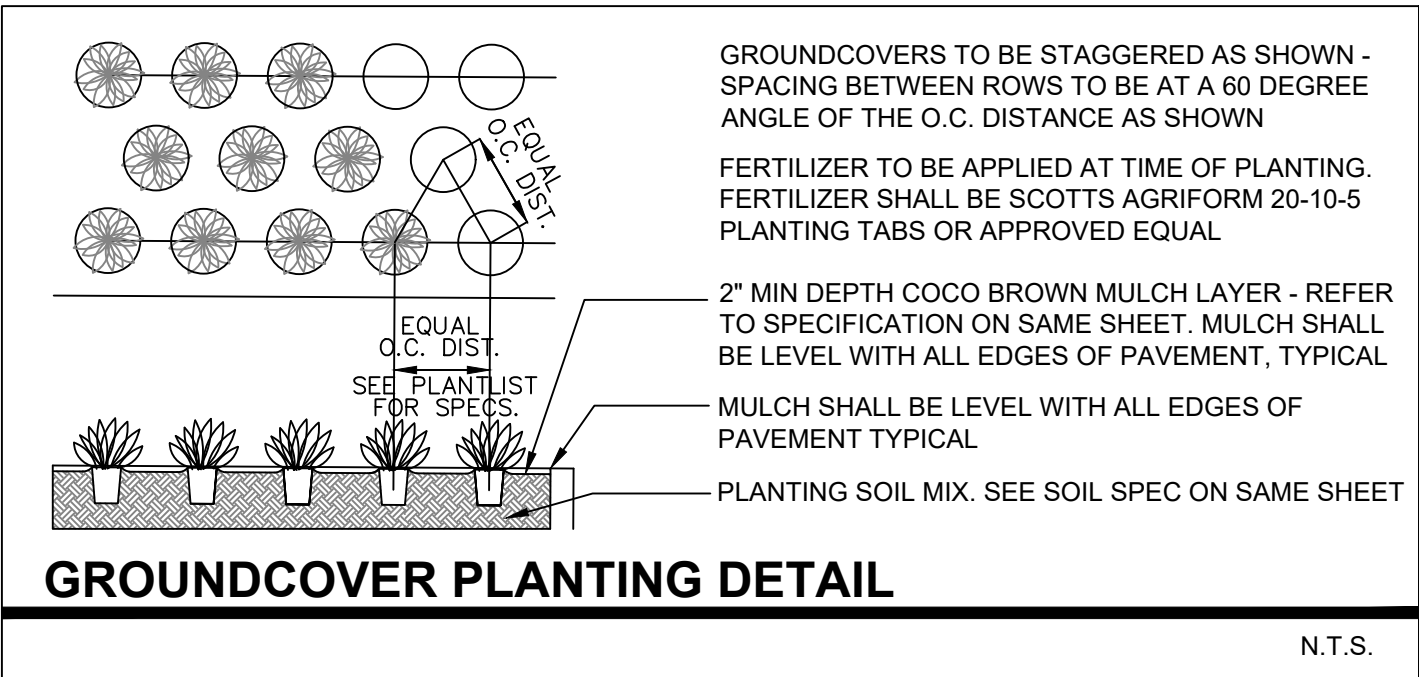 GROUNDCOVERS TO BE STAGGERED AS SHOWN -
SPACING BETWEEN ROWS TO BE AT A 60 DEGREE
ANGLE OF THE O.C. DISTANCE AS SHOWN
EQUAL
O.C. DIST.
FERTILIZER TO BE APPLIED AT TIME OF PLANTING.
FERTILIZER SHALL BE SCOTTS AGRIFORM 20-10-5
PLANTING TABS OR APPROVED EQUAL
2" MIN DEPTH COCO BROWN MULCH LAYER - REFER
TO SPECIFICATION ON SAME SHEET. MULCH SHALL
BE LEVEL WITH ALL EDGES OF PAVEMENT, TYPICAL
EQUAL
O.C. DIST.
SEE PLANTLIST
FOR SPECS.
MULCH SHALL BE LEVEL WITH ALL EDGES OF
PAVEMENT TYPICAL
PLANTING SOIL MIX. SEE SOIL SPEC ON SAME SHEET
GROUNDCOVER PLANTING DETAIL
N.T.S.